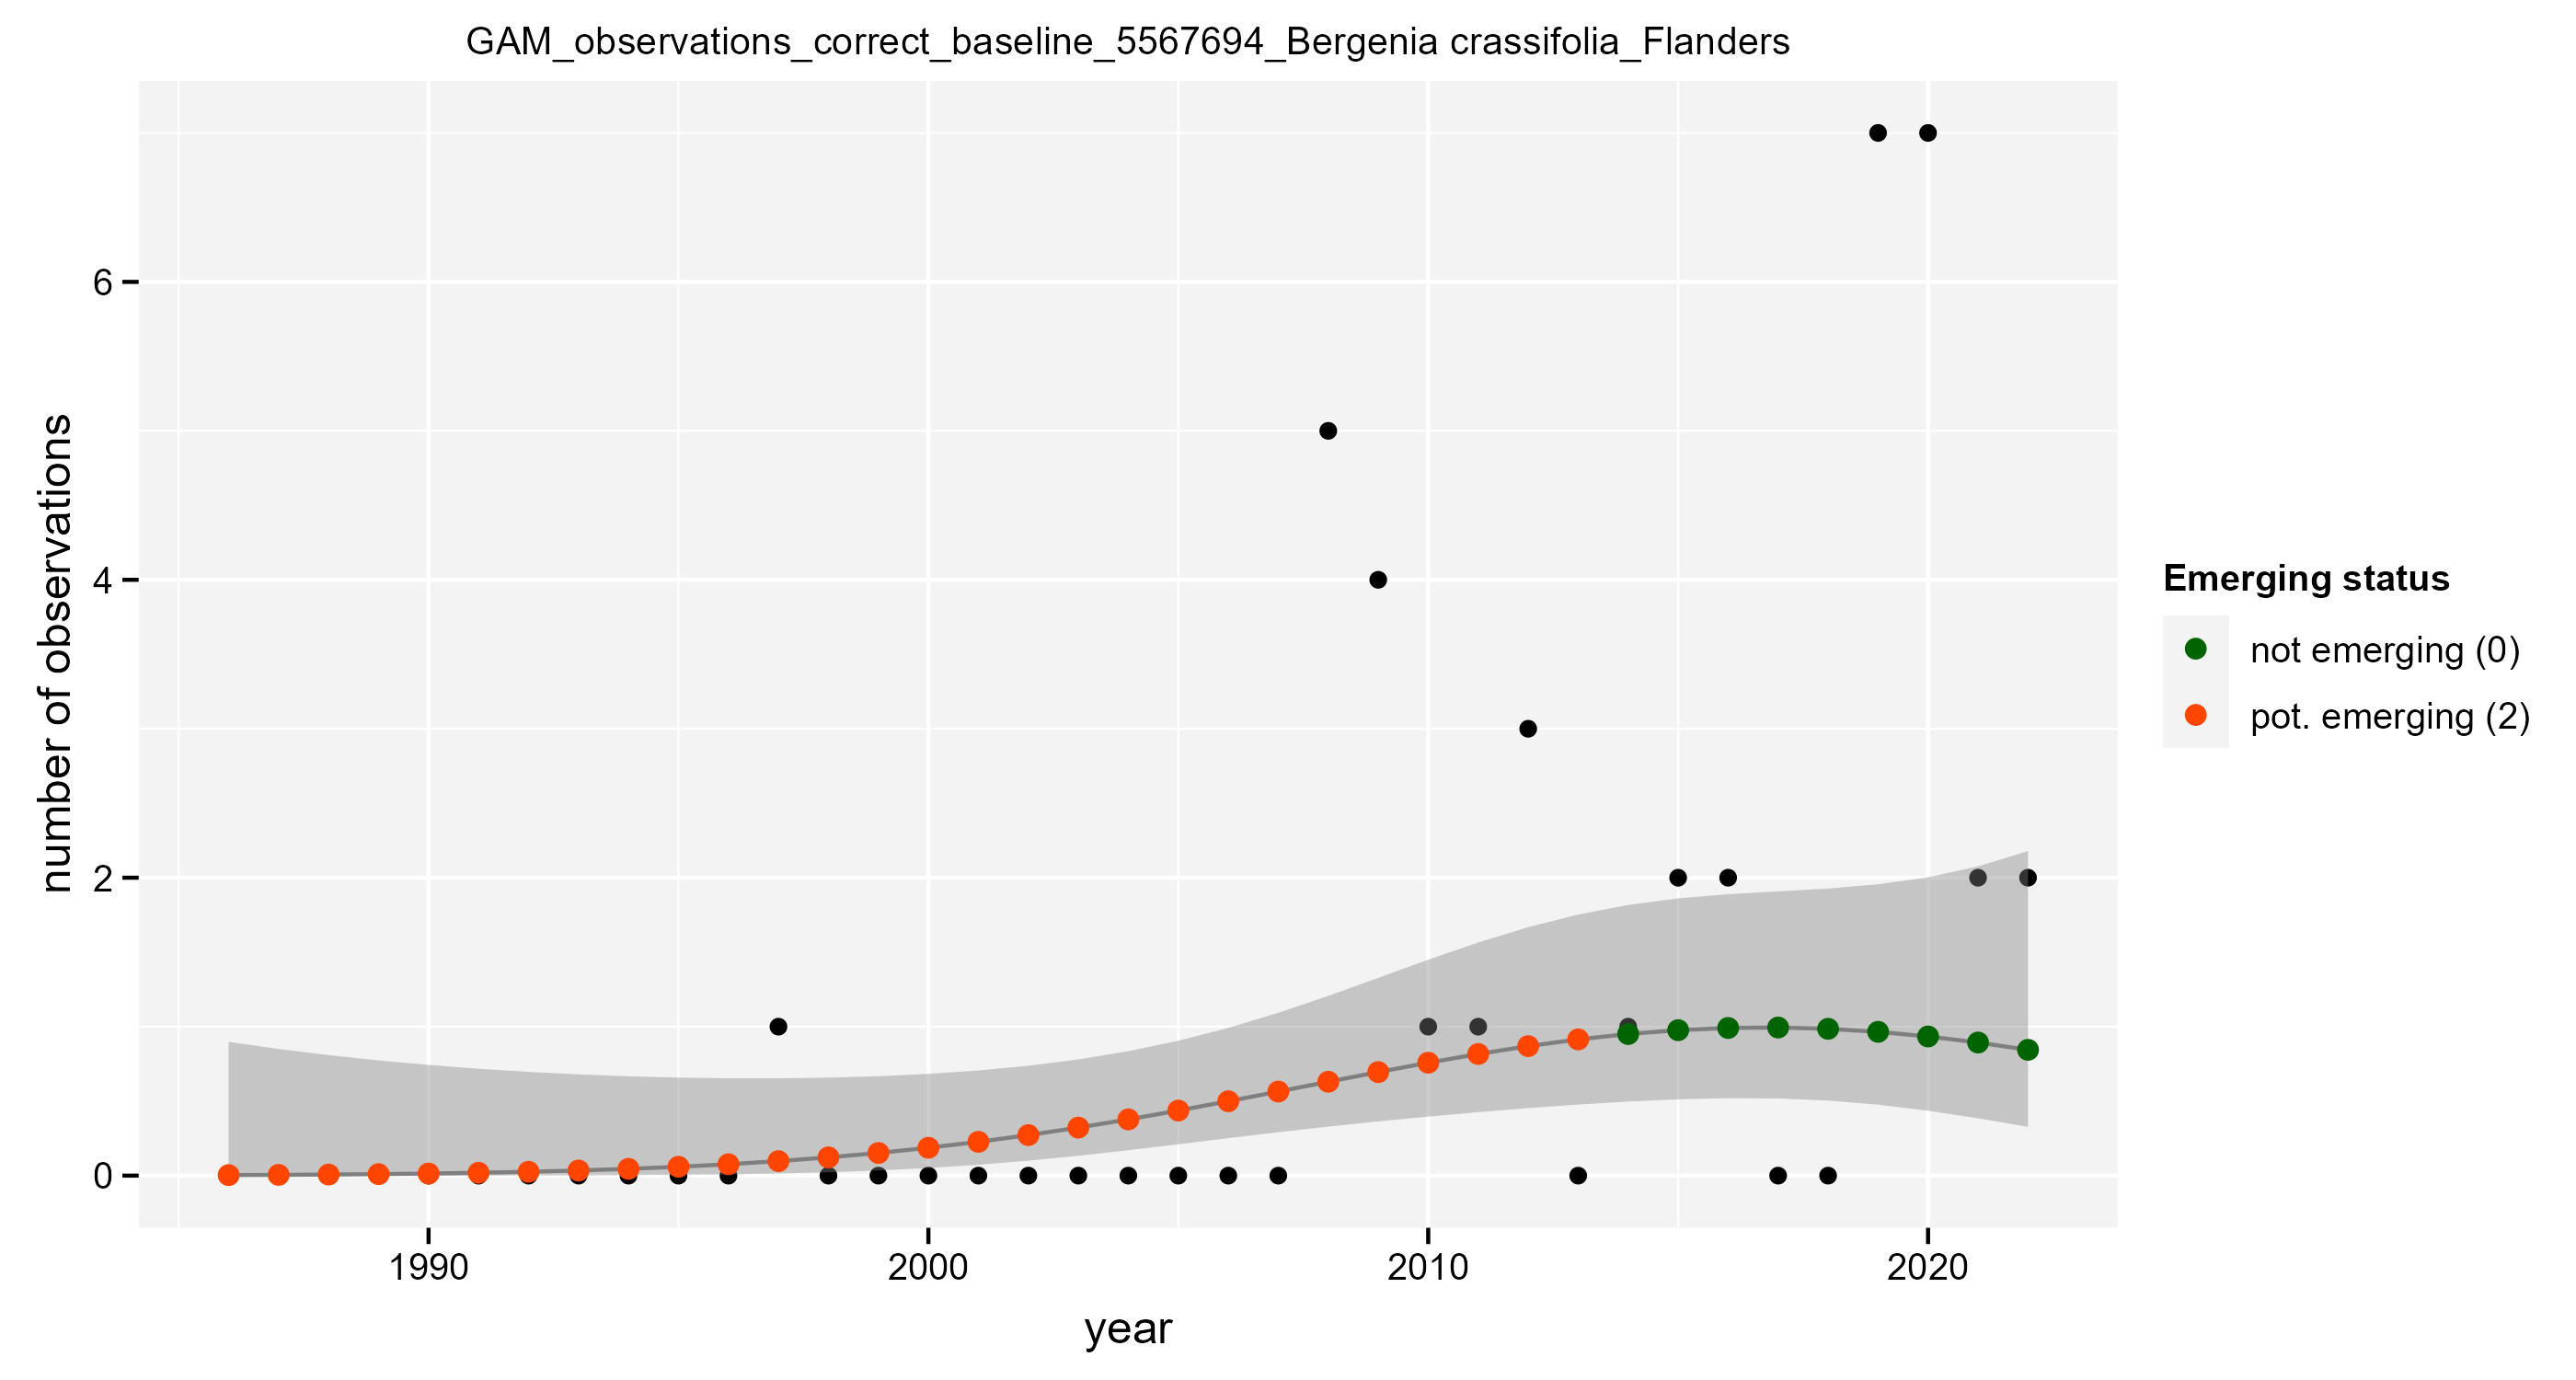 GAM_observations_correct_baseline_5567694_Bergenia crassifolia_Flanders
number of observations
6
4
2
0
1990
2000
2010
2020
year
Emerging status
not emerging (0)
pot. emerging (2)